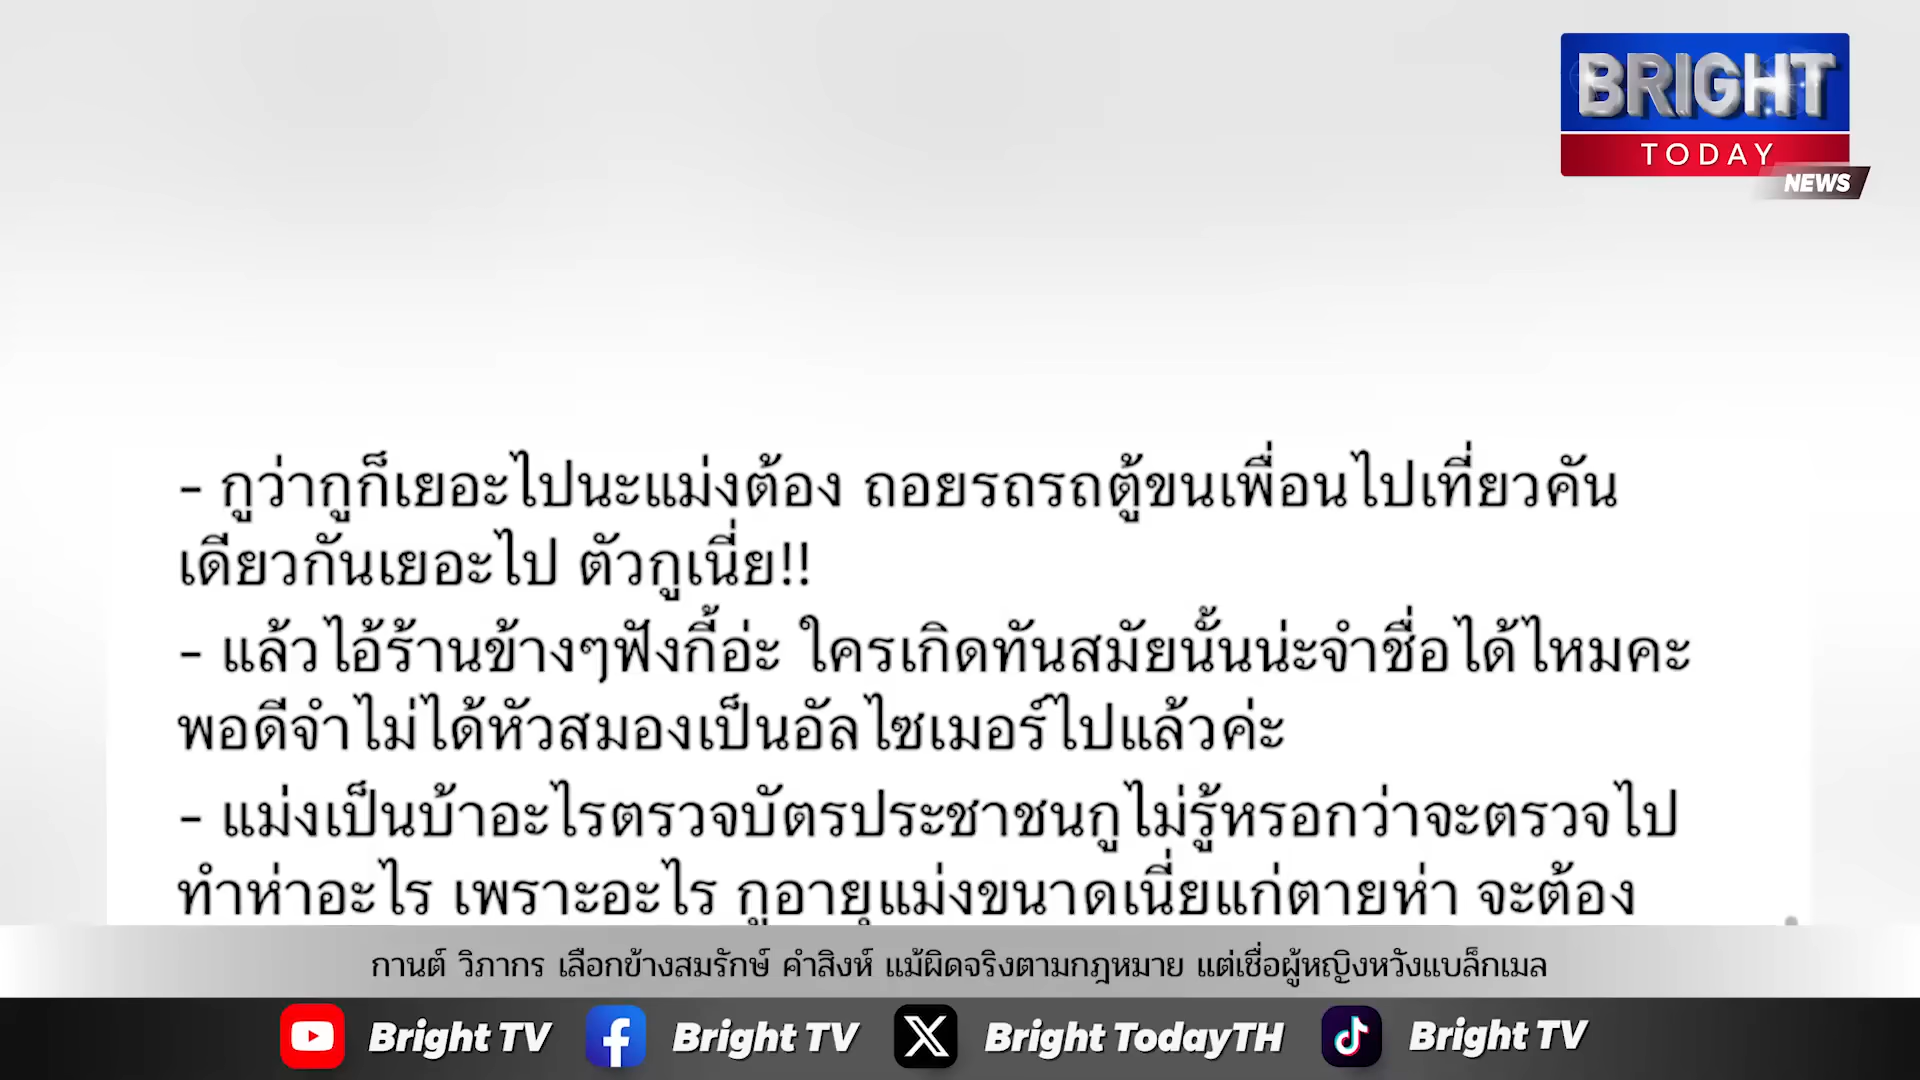 BRIGHT
TODAY
NEWS
- กูว่ากูก็เยอะไปนะแม่งต้อง ถอยรถรถตู้ขนเพื่อนไปเที่ยวคัน
เดียวกันเยอะไป ตัวกูเนี่ย!!
- แล้วไอ้ร้านข้างๆฟังกี้อ่ะ ใครเกิดทันสมัยนั้นน่ะจำชื่อได้ไหมคะ
พอดีจำไม่ได้หัวสมองเป็นอัลไซเมอร์ไปแล้วค่ะ
- แม่งเป็นบ้าอะไรตรวจบัตรประชาชนกูไม่รู้หรอกว่าจะตรวจไป
ทำห่าอะไร เพราะอะไร กูอายุแม่งขนาดเนี่ยแก่ตายห่า จะต้อง
กานต์ วิภากร เลือกข้างสมรักษ์ คำสิงห์ แม้ผิดจริงตามกฎหมาย แต่เชื่อผู้หญิงหวังแบล็กเมล
Bright TV Bright TV Bright TodayTH Bright TV